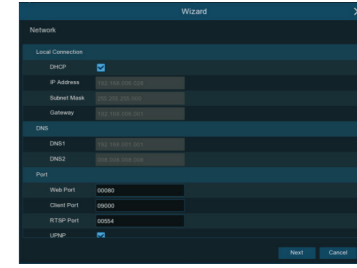 Wizard
Network
Local Connection
DHCP
IP Address
Subnet Mask
Gateway
DNS
DNS1
DNS2
Port
Web Port 00080
Client Port 09000
RTSP Port 00554
UPNP
Next Cancel